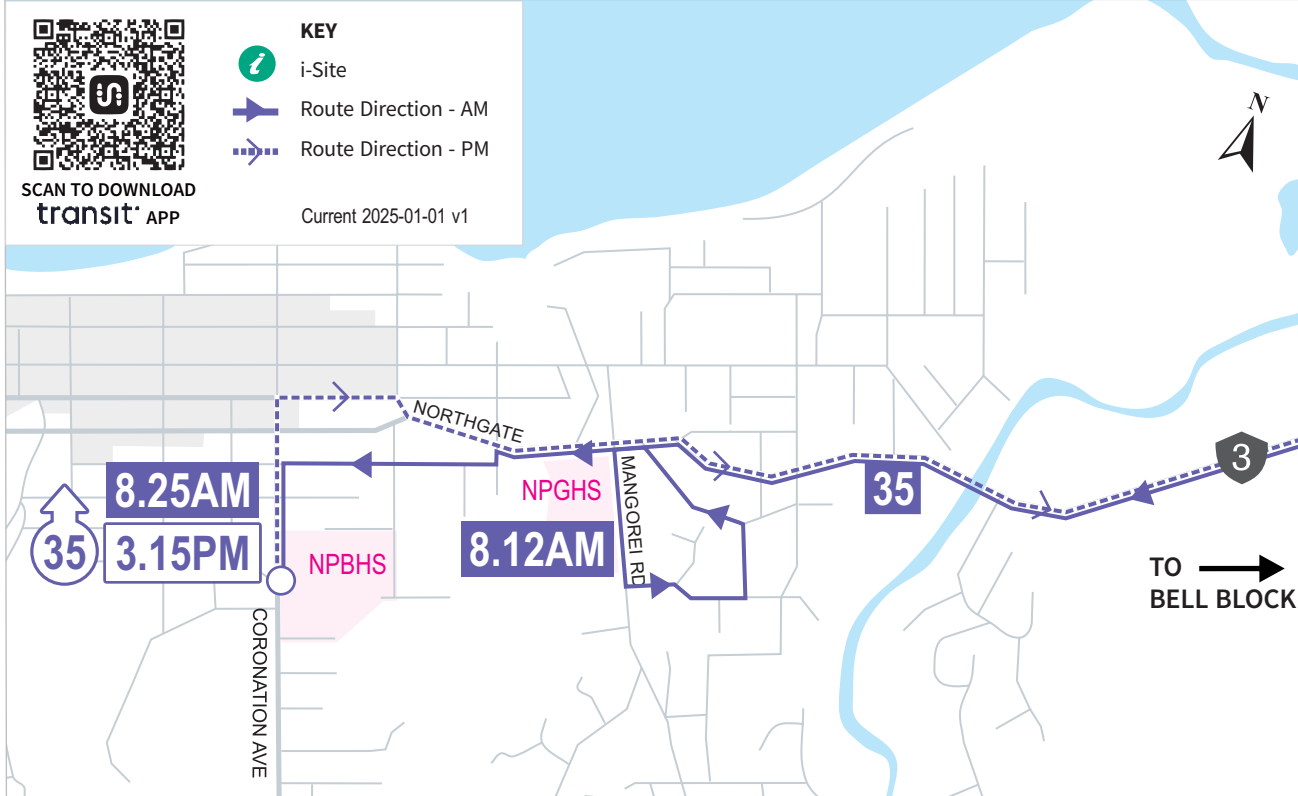 KEY
i
i-Site
Route Direction - AM
Route Direction - PM
SCAN TO DOWNLOAD
transit APP
Current 2025-01-01 v1
N
NORTHGATE
3
8.25AM
NPGHS
MANGOREI RD
35
35
3.15PM
NPBHS
8.12AM
TO
BELL BLOCK
CORONATION AVE